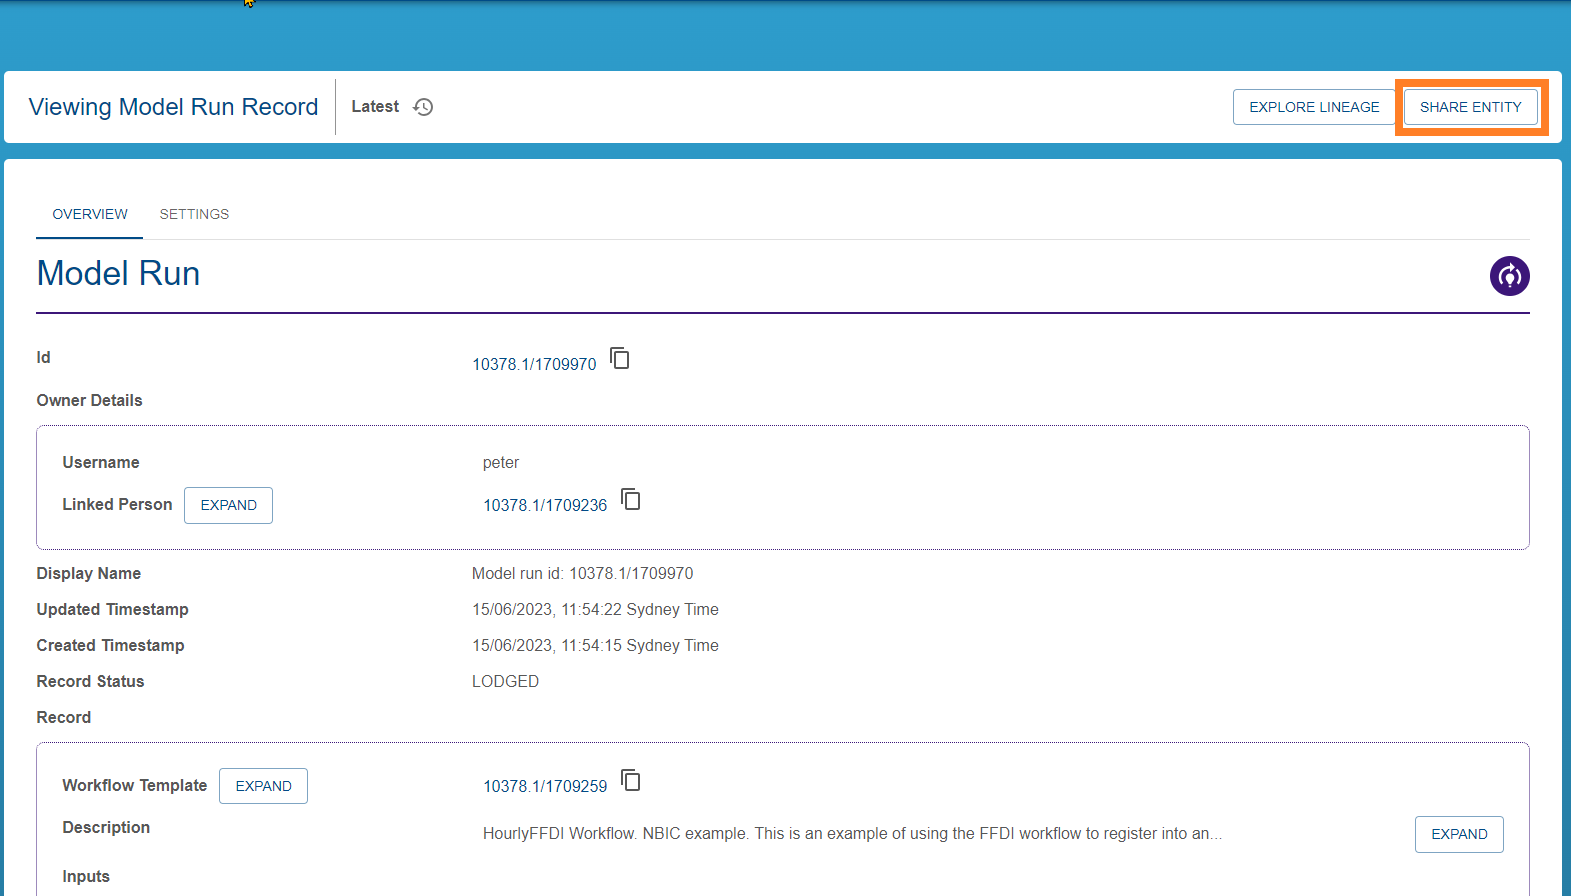 Viewing Model Run Record
Latest
EXPLORE LINEAGE
SHARE ENTITY
OVERVIEW
SETTINGS
Model Run
Id
10378.1/1709970
Owner Details
Username
peter
Linked Person
EXPAND
10378.1/1709236
Display Name
Model run id: 10378.1/1709970
Updated Timestamp
15/06/2023, 11:54:22 Sydney Time
Created Timestamp
15/06/2023, 11:54:15 Sydney Time
Record Status
LODGED
Record
Workflow Template
EXPAND
10378.1/1709259
Description
HourlyFFDI Workflow. NBIC example. This is an example of using the FFDI workflow to register into an...
EXPAND
Inputs